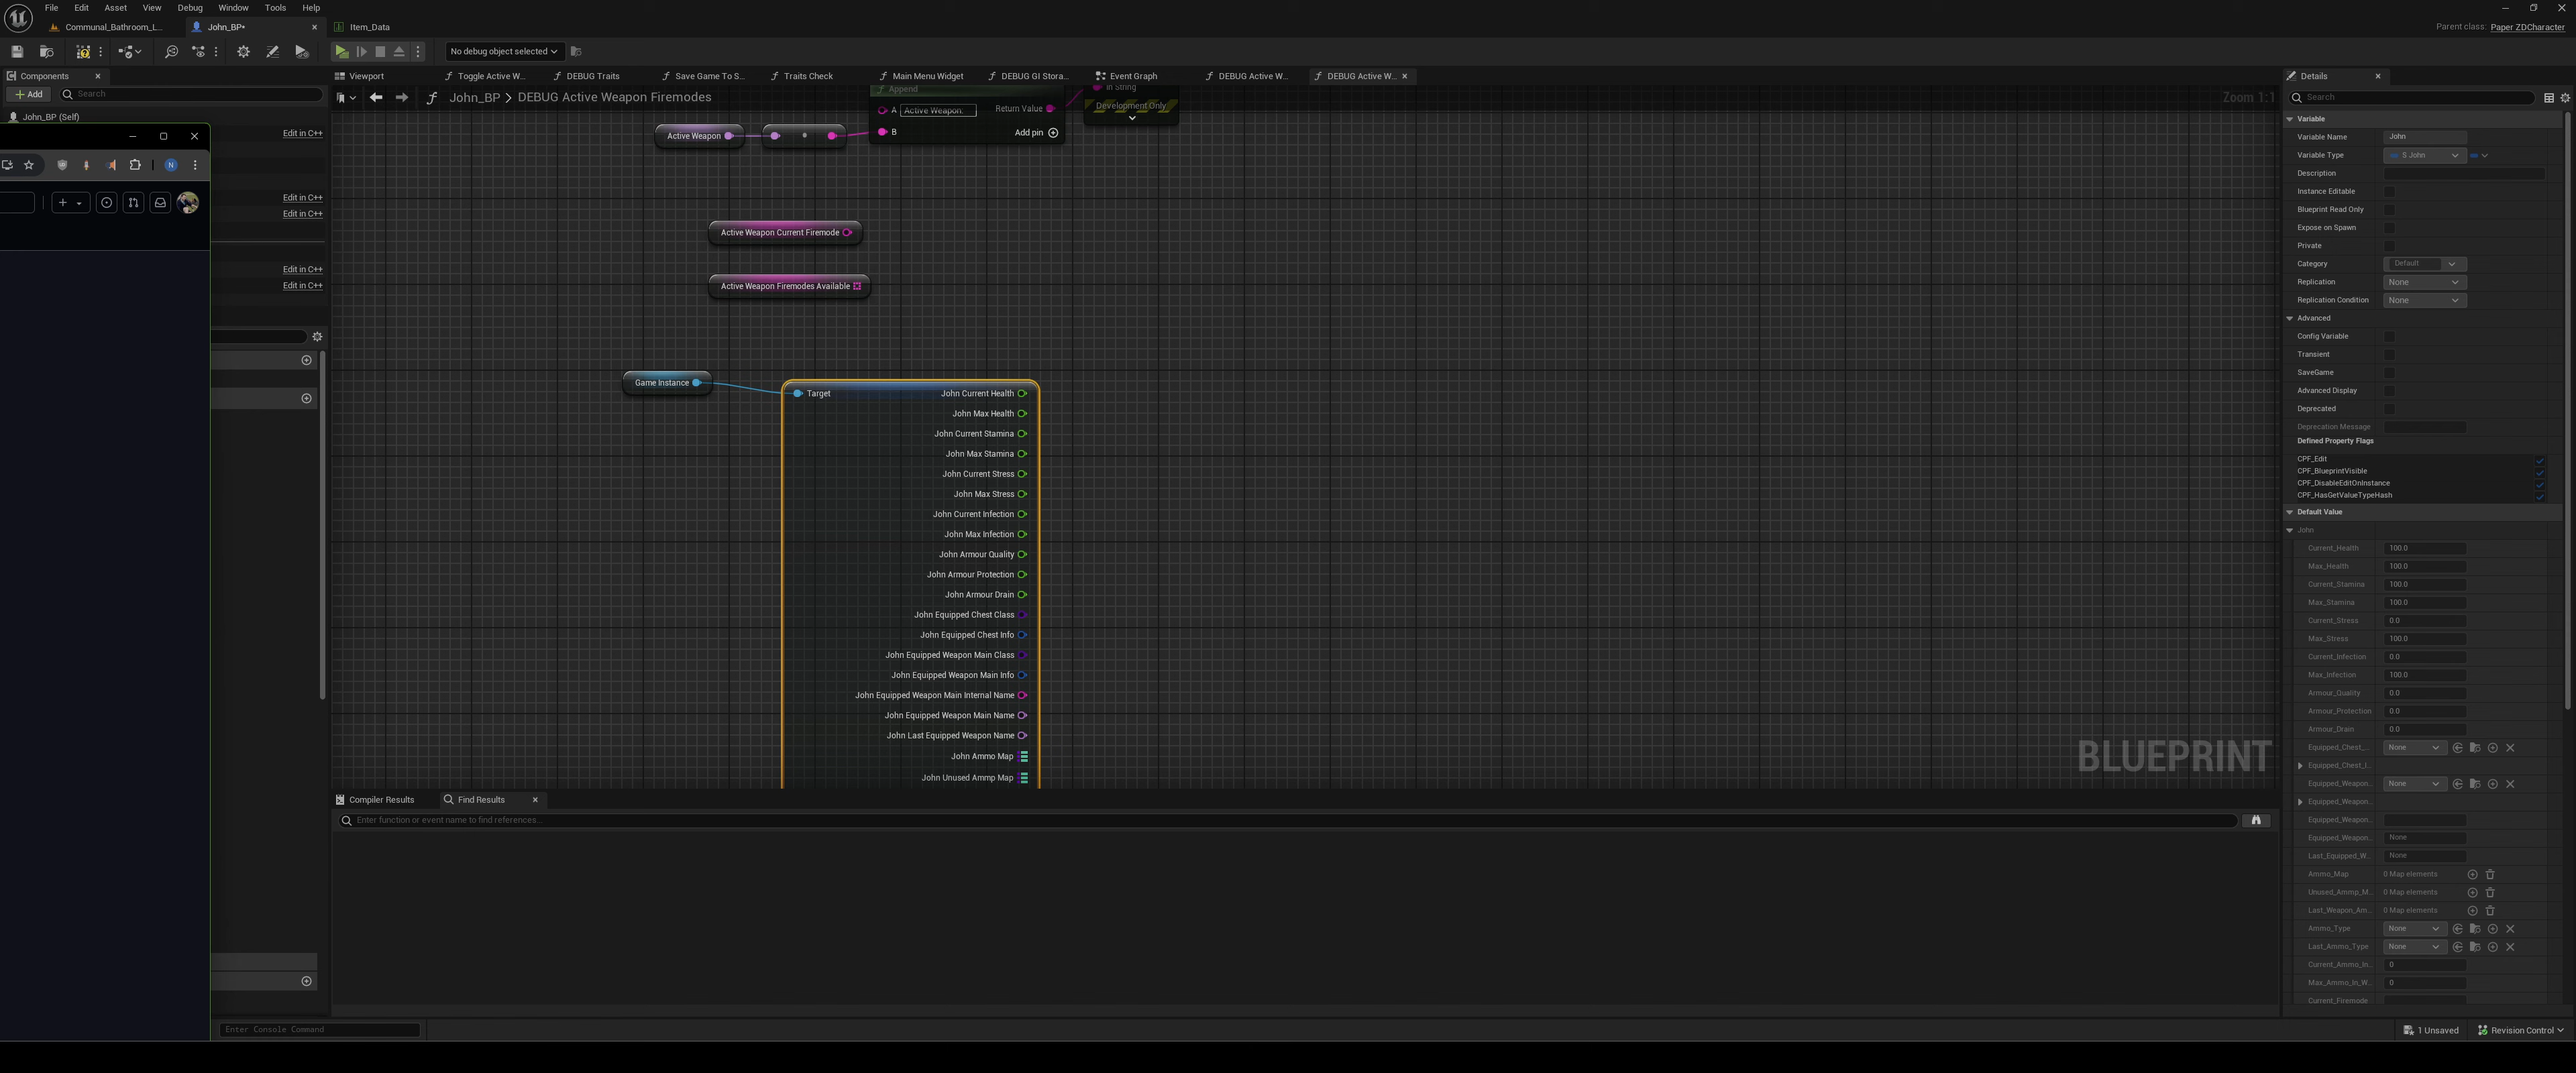 File Edit Asset View Debug Window Tools Help
Communal_Bathroom_L... John_BP* Item_Data
Parent class: Paper ZDCharacter
No debug object selected
Components
Viewport Toggle Active W... DEBUG Traits Save Game To S... Traits Check Main Menu Widget DEBUG GI Stora... Event Graph DEBUG Active W... DEBUG Active W...
Details
Add Search
John_BP > DEBUG Active Weapon Firemodes
Zoom 1:1
Search
John_BP (Self)
Edit in C++
Edit in C++
Edit in C++
Edit in C++
Edit in C++
N
Append
A Active Weapon: Return Value
B Add pin
In String
Development Only
Active Weapon
Active Weapon Current Firemode
Active Weapon Firemodes Available
Game Instance
Target John Current Health
John Max Health
John Current Stamina
John Max Stamina
John Current Stress
John Max Stress
John Current Infection
John Max Infection
John Armour Quality
John Armour Protection
John Armour Drain
John Equipped Chest Class
John Equipped Chest Info
John Equipped Weapon Main Class
John Equipped Weapon Main Info
John Equipped Weapon Main Internal Name
John Equipped Weapon Main Name
John Last Equipped Weapon Name
John Ammo Map
John Unused Ammp Map
BLUEPRINT
Compiler Results Find Results
Enter function or event name to find references...
Variable
Variable Name John
Variable Type S John
Description
Instance Editable
Blueprint Read Only
Expose on Spawn
Private
Category Default
Replication None
Replication Condition None
Advanced
Config Variable
Transient
SaveGame
Advanced Display
Deprecated
Deprecation Message
Defined Property Flags
CPF_Edit
CPF_BlueprintVisible
CPF_DisableEditOnInstance
CPF_HasGetValueTypeHash
Default Value
John
Current_Health 100.0
Max_Health 100.0
Current_Stamina 100.0
Max_Stamina 100.0
Current_Stress 0.0
Max_Stress 100.0
Current_Infection 0.0
Max_Infection 100.0
Armour_Quality 0.0
Armour_Protection 0.0
Armour_Drain 0.0
Equipped_Chest_... None
Equipped_Chest_I...
Equipped_Weapon... None
Equipped_Weapon...
Equipped_Weapon...
Equipped_Weapon... None
Last_Equipped_W... None
Ammo_Map 0 Map elements
Unused_Ammp_M... 0 Map elements
Last_Weapon_Am... 0 Map elements
Ammo_Type None
Last_Ammo_Type None
Current_Ammo_In... 0
Max_Ammo_in_W... 0
Current_Firemode
Enter Console Command
1 Unsaved Revision Control